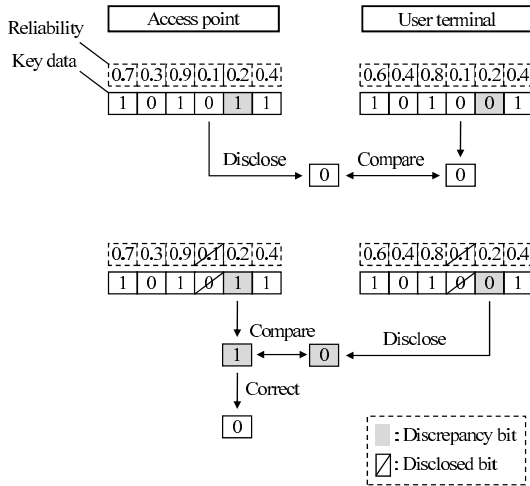 Access point User terminal
Reliability
Key data
0.7 0.3 0.9 0.1 0.2 0.4 0.6 0.4 0.8 0.1 0.2 0.4
1 0 1 0 1 1 1 0 1 0 0 1
Disclose Compare
0 0
0.7 0.3 0.9 0.1 0.2 0.4 0.6 0.4 0.8 0.1 0.2 0.4
1 0 1 0 1 1 1 0 1 0 0 1
Compare Disclose
1 0
Correct
0
: Discrepancy bit
: Disclosed bit